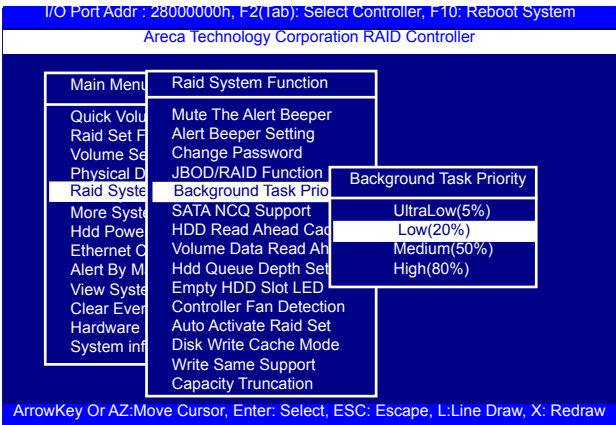 I/O Port Addr : 28000000h, F2(Tab): Select Controller, F10: Reboot System
Areca Technology Corporation RAID Controller
Main Menu
Quick Volu
Raid Set F
Volume Se
Physical D
Raid Syste
More Syste
Hdd Powe
Ethernet C
Alert By M
View Syste
Clear Even
Hardware
System inf
Raid System Function
Mute The Alert Beeper
Alert Beeper Setting
Change Password
JBOD/RAID Function
Background Task Prio
SATA NCQ Support
HDD Read Ahead Cac
Volume Data Read Ah
Hdd Queue Depth Set
Empty HDD Slot LED
Controller Fan Detection
Auto Activate Raid Set
Disk Write Cache Mode
Write Same Support
Capacity Truncation
Background Task Priority
UltraLow(5%)
Low(20%)
Medium(50%)
High(80%)
ArrowKey Or AZ:Move Cursor, Enter: Select, ESC: Escape, L:Line Draw, X: Redraw